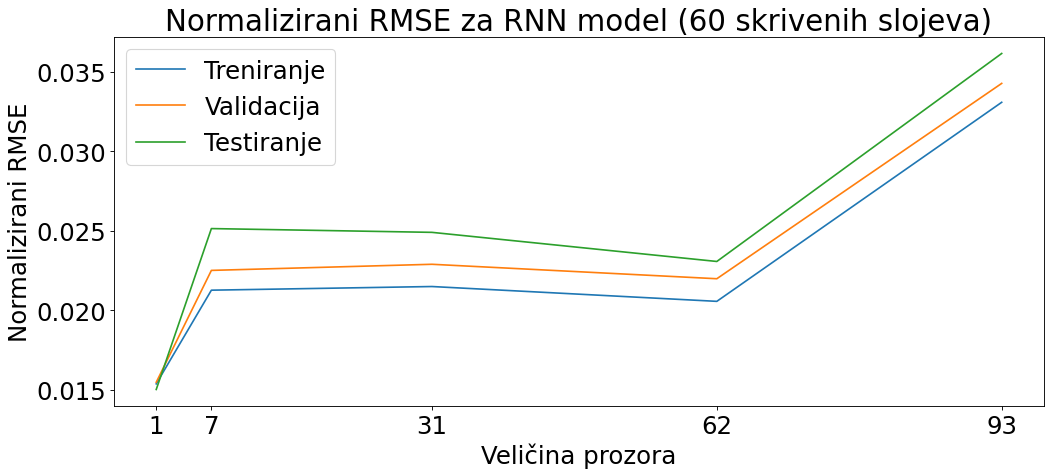 Normalizirani RMSE za RNN model (60 skrivenih slojeva)
Treniranje
Validacija
Testiranje
Normalizirani RMSE
0.035
0.030
0.025
0.020
0.015
1 7 31 62 93
Veličina prozora